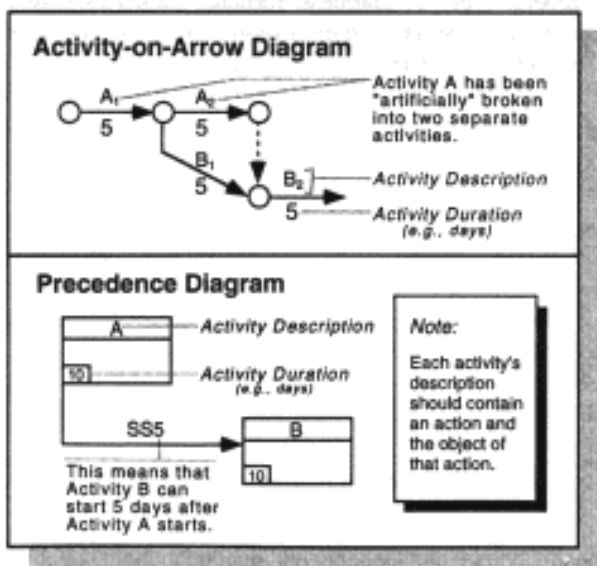 Activity-on-Arrow Diagram
A1
A2
5
5
Activity A has been
"artificially" broken
into two separate
activities.
B1
5
B2
5
Activity Description
Activity Duration
(e.g., days)
Precedence Diagram
A
10
Activity Description
Activity Duration
(e.g., days)
SS5
B
10
This means that
Activity B can
start 5 days after
Activity A starts.
Note:
Each activity's
description
should contain
an action and
the object of
that action.